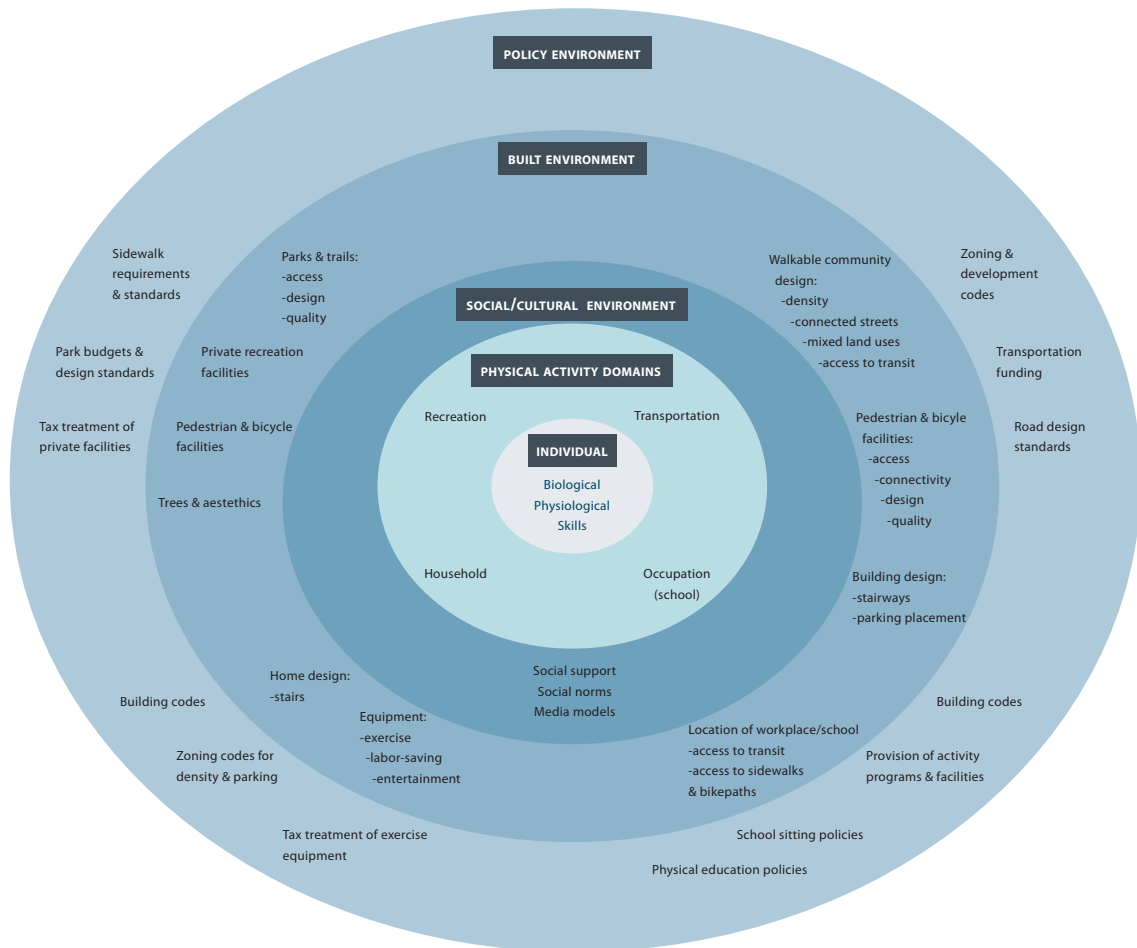 POLICY ENVIRONMENT
BUILT ENVIRONMENT
SOCIAL/CULTURAL ENVIRONMENT
PHYSICAL ACTIVITY DOMAINS
INDIVIDUAL
Biological
Physiological
Skills
Recreation
Transportation
Household
Occupation
(school)
Social support
Social norms
Media models
Parks & trails:
-access
-design
-quality
Private recreation
facilities
Pedestrian & bicycle
facilities
Trees & aestethics
Home design:
-stairs
Equipment:
-exercise
-labor-saving
-entertainment
Walkable community
design:
-density
-connected streets
-mixed land uses
-access to transit
Pedestrian & bicyle
facilities:
-access
-connectivity
-design
-quality
Building design:
-stairways
-parking placement
Location of workplace/school
-access to transit
-access to sidewalks
& bikepaths
Sidewalk
requirements
& standards
Park budgets &
design standards
Tax treatment of
private facilities
Building codes
Zoning codes for
density & parking
Tax treatment of exercise
equipment
Zoning &
development
codes
Transportation
funding
Road design
standards
Building codes
Provision of activity
programs & facilities
School sitting policies
Physical education policies